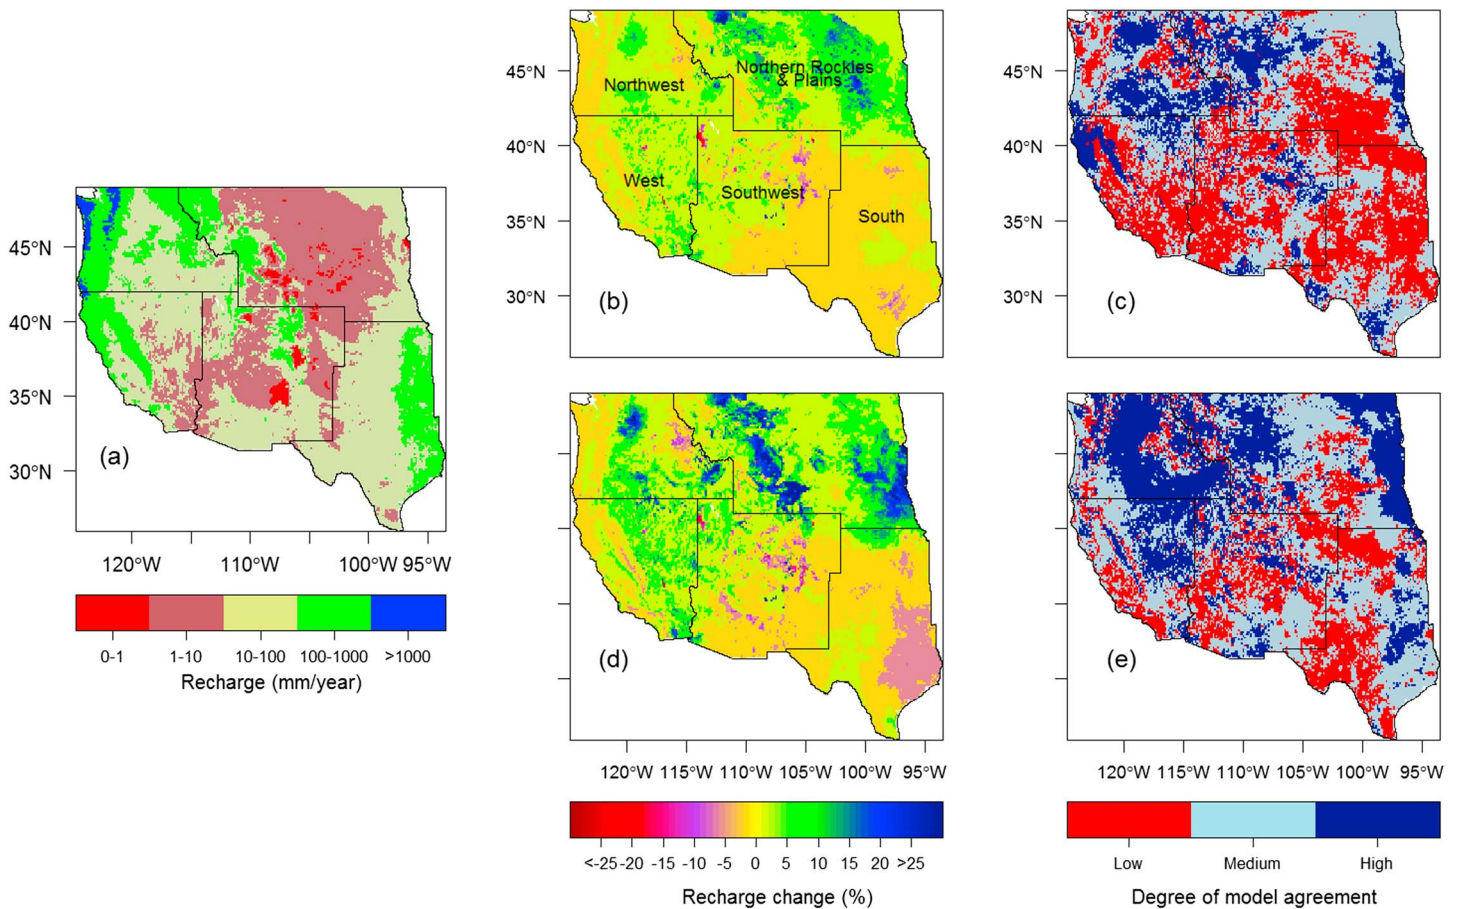 45°N
40°N
35°N
30°N
(a)
120°W 110°W 100°W 95°W
0-1 1-10 10-100 100-1000 >1000
Recharge (mm/year)
45°N
40°N
35°N
30°N
Northwest
Northern Rockies
& Plains
West
Southwest
South
(b)
45°N
40°N
35°N
30°N
(c)
(d)
120°W 115°W 110°W 105°W 100°W 95°W
<-25 -20 -15 -10 -5 0 5 10 15 20 >25
Recharge change (%)
(e)
120°W 115°W 110°W 105°W 100°W 95°W
Low Medium High
Degree of model agreement